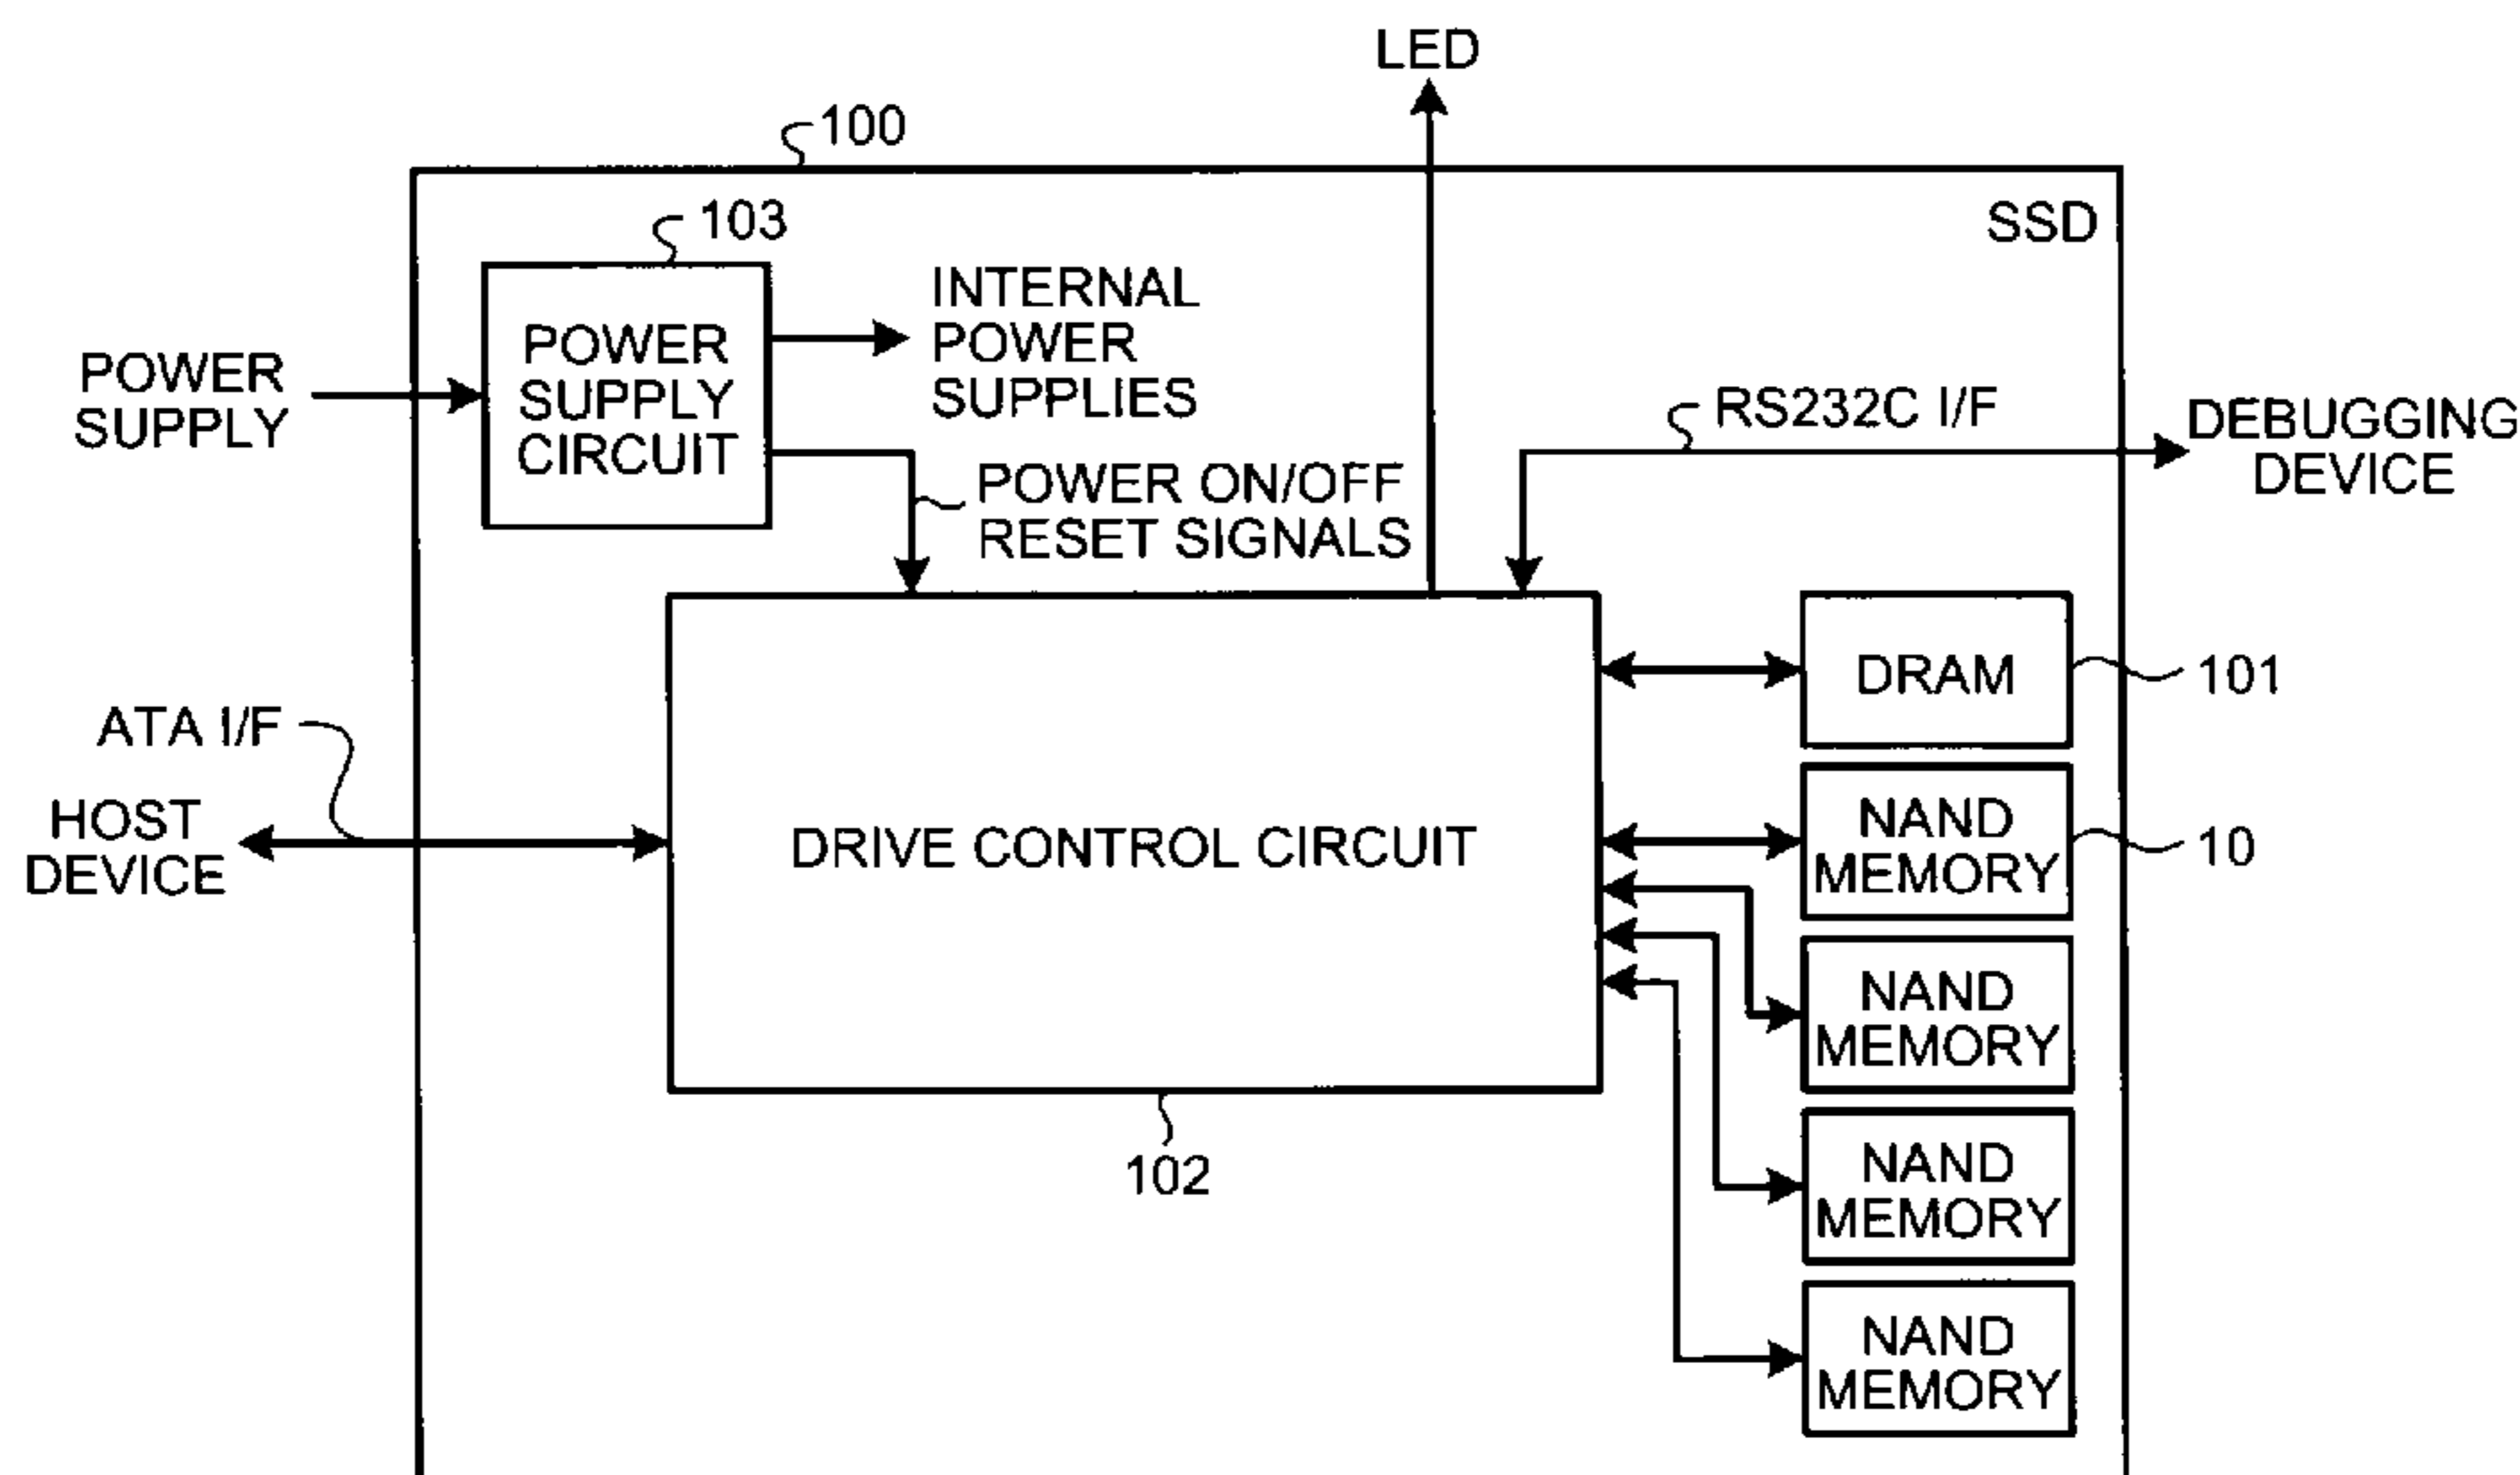 LED
100
SSD
103
INTERNAL
POWER
SUPPLIES
POWER
SUPPLY
CIRCUIT
POWER
SUPPLY
RS232C I/F
DEBUGGING
DEVICE
POWER ON/OFF
RESET SIGNALS
DRAM
101
ATA I/F
HOST
DEVICE
DRIVE CONTROL CIRCUIT
NAND
MEMORY
10
NAND
MEMORY
102
NAND
MEMORY
NAND
MEMORY